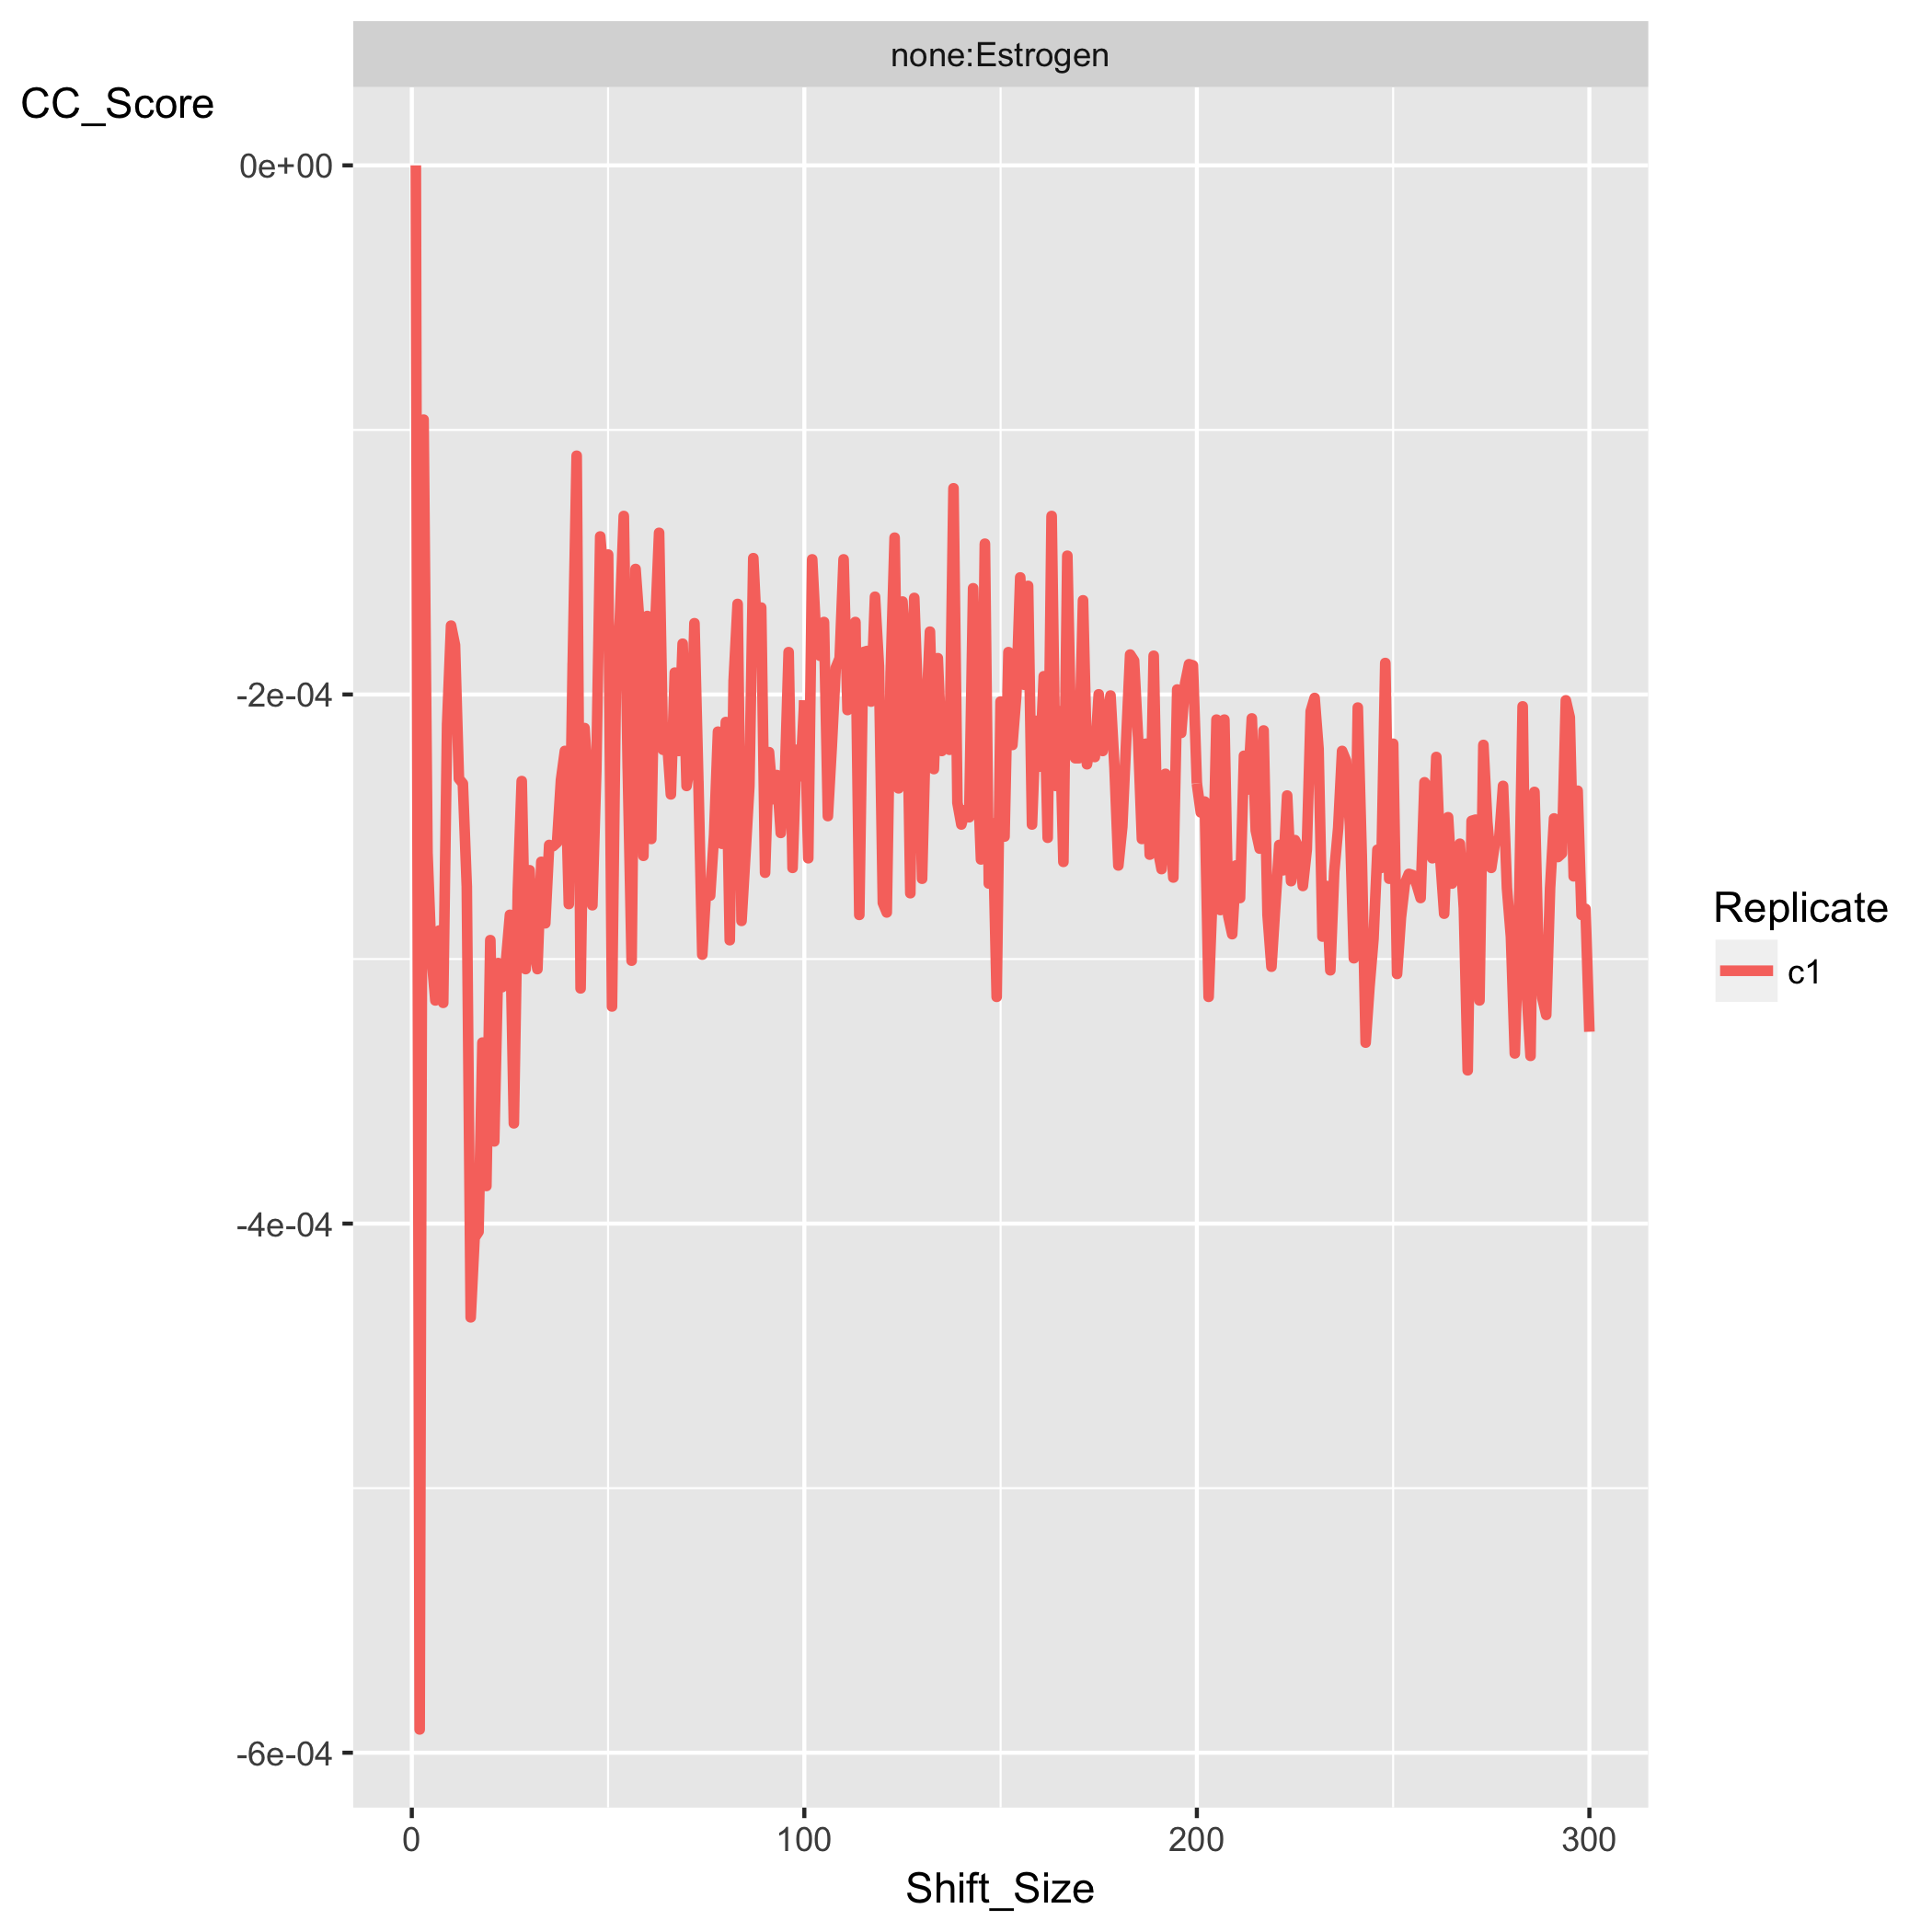 none:Estrogen
CC_Score
0e+00
-2e-04
-4e-04
-6e-04
0 100 200 300
Shift_Size
Replicate
c1